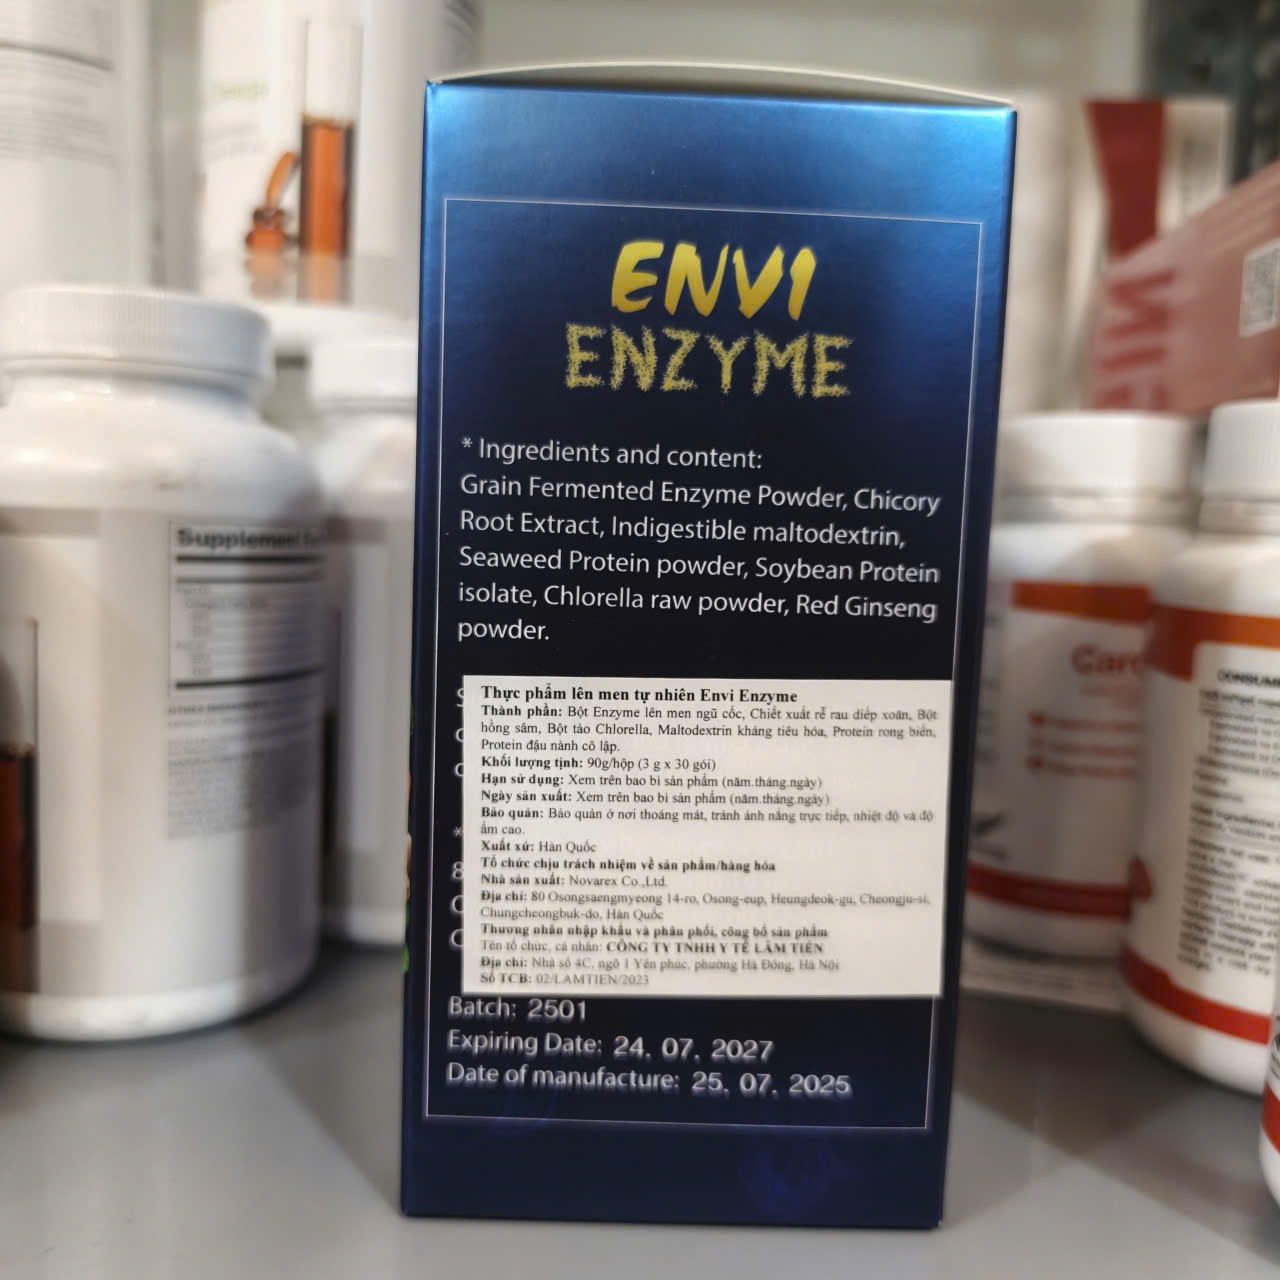 ENVI
ENZYME
* Ingredients and content:
Grain Fermented Enzyme Powder, Chicory
Root Extract, Indigestible maltodextrin,
Seaweed Protein powder, Soybean Protein
isolate, Chlorella raw powder, Red Ginseng
powder.
Thực phẩm lên men tự nhiên Envi Enzyme
Thành phần: Bột Enzyme lên men ngũ cốc, Chiết xuất rễ rau diếp xoăn, Bột
hồng sâm, Bột tảo Chlorella, Maltodextrin kháng tiêu hóa, Protein rong biển,
Protein đậu nành cô lập.
Khối lượng tịnh: 90g/hộp (3 g x 30 gói)
Hạn sử dụng: Xem trên bao bì sản phẩm (năm.tháng.ngày)
Ngày sản xuất: Xem trên bao bì sản phẩm (năm.tháng.ngày)
Bảo quản: Bảo quản ở nơi thoáng mát, tránh ánh nắng trực tiếp, nhiệt độ và độ
ẩm cao.
Xuất xứ: Hàn Quốc
Tổ chức chịu trách nhiệm về sản phẩm/hàng hóa
Nhà sản xuất: Novarex Co.,Ltd.
Địa chỉ: 80 Osongsaengmyeong 14-ro, Osong-eup, Heungdeok-gu, Cheongju-si,
Chungcheongbuk-do, Hàn Quốc
Thương nhân nhập khẩu và phân phối, công bố sản phẩm
Tên tổ chức, cá nhân: CÔNG TY TNHH Y TẾ LÂM TIẾN
Địa chỉ: Nhà số 4C, ngõ 1 Yên phúc, phường Hà Đông, Hà Nội
Số TCB: 02/LAMTIEN/2023
Batch: 2501
Expiring Date: 24. 07. 2027
Date of manufacture: 25. 07. 2025
Supplement
CONSUME